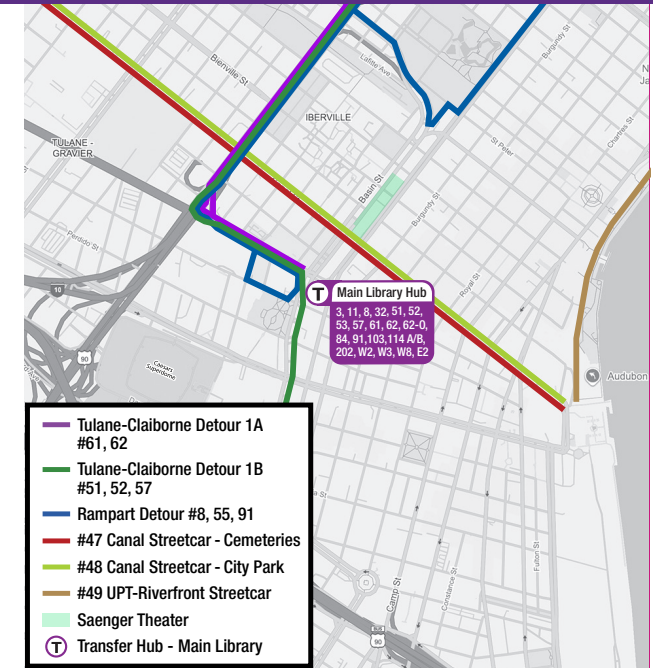 Bienville St
Lafitte Ave
Burgundy St
N
Ja
IBERVILLE
TULANE -
GRAVIER
St Peter
Chartres St
Basin St
Burgundy St
Perdido St
Royal St
10
T
Main Library Hub
3, 11, 8, 32, 51, 52,
53, 57, 61, 62, 62-0,
84, 91,103,114 A/B,
202, W2, W3, W8, E2
90
Caesars
Superdome
Audubon
Tulane-Claiborne Detour 1A
#61, 62
Tulane-Claiborne Detour 1B
#51, 52, 57
Rampart Detour #8, 55, 91
#47 Canal Streetcar - Cemeteries
#48 Canal Streetcar - City Park
#49 UPT-Riverfront Streetcar
Saenger Theater
T Transfer Hub - Main Library
Camp St
Constance St
Fulton St
90